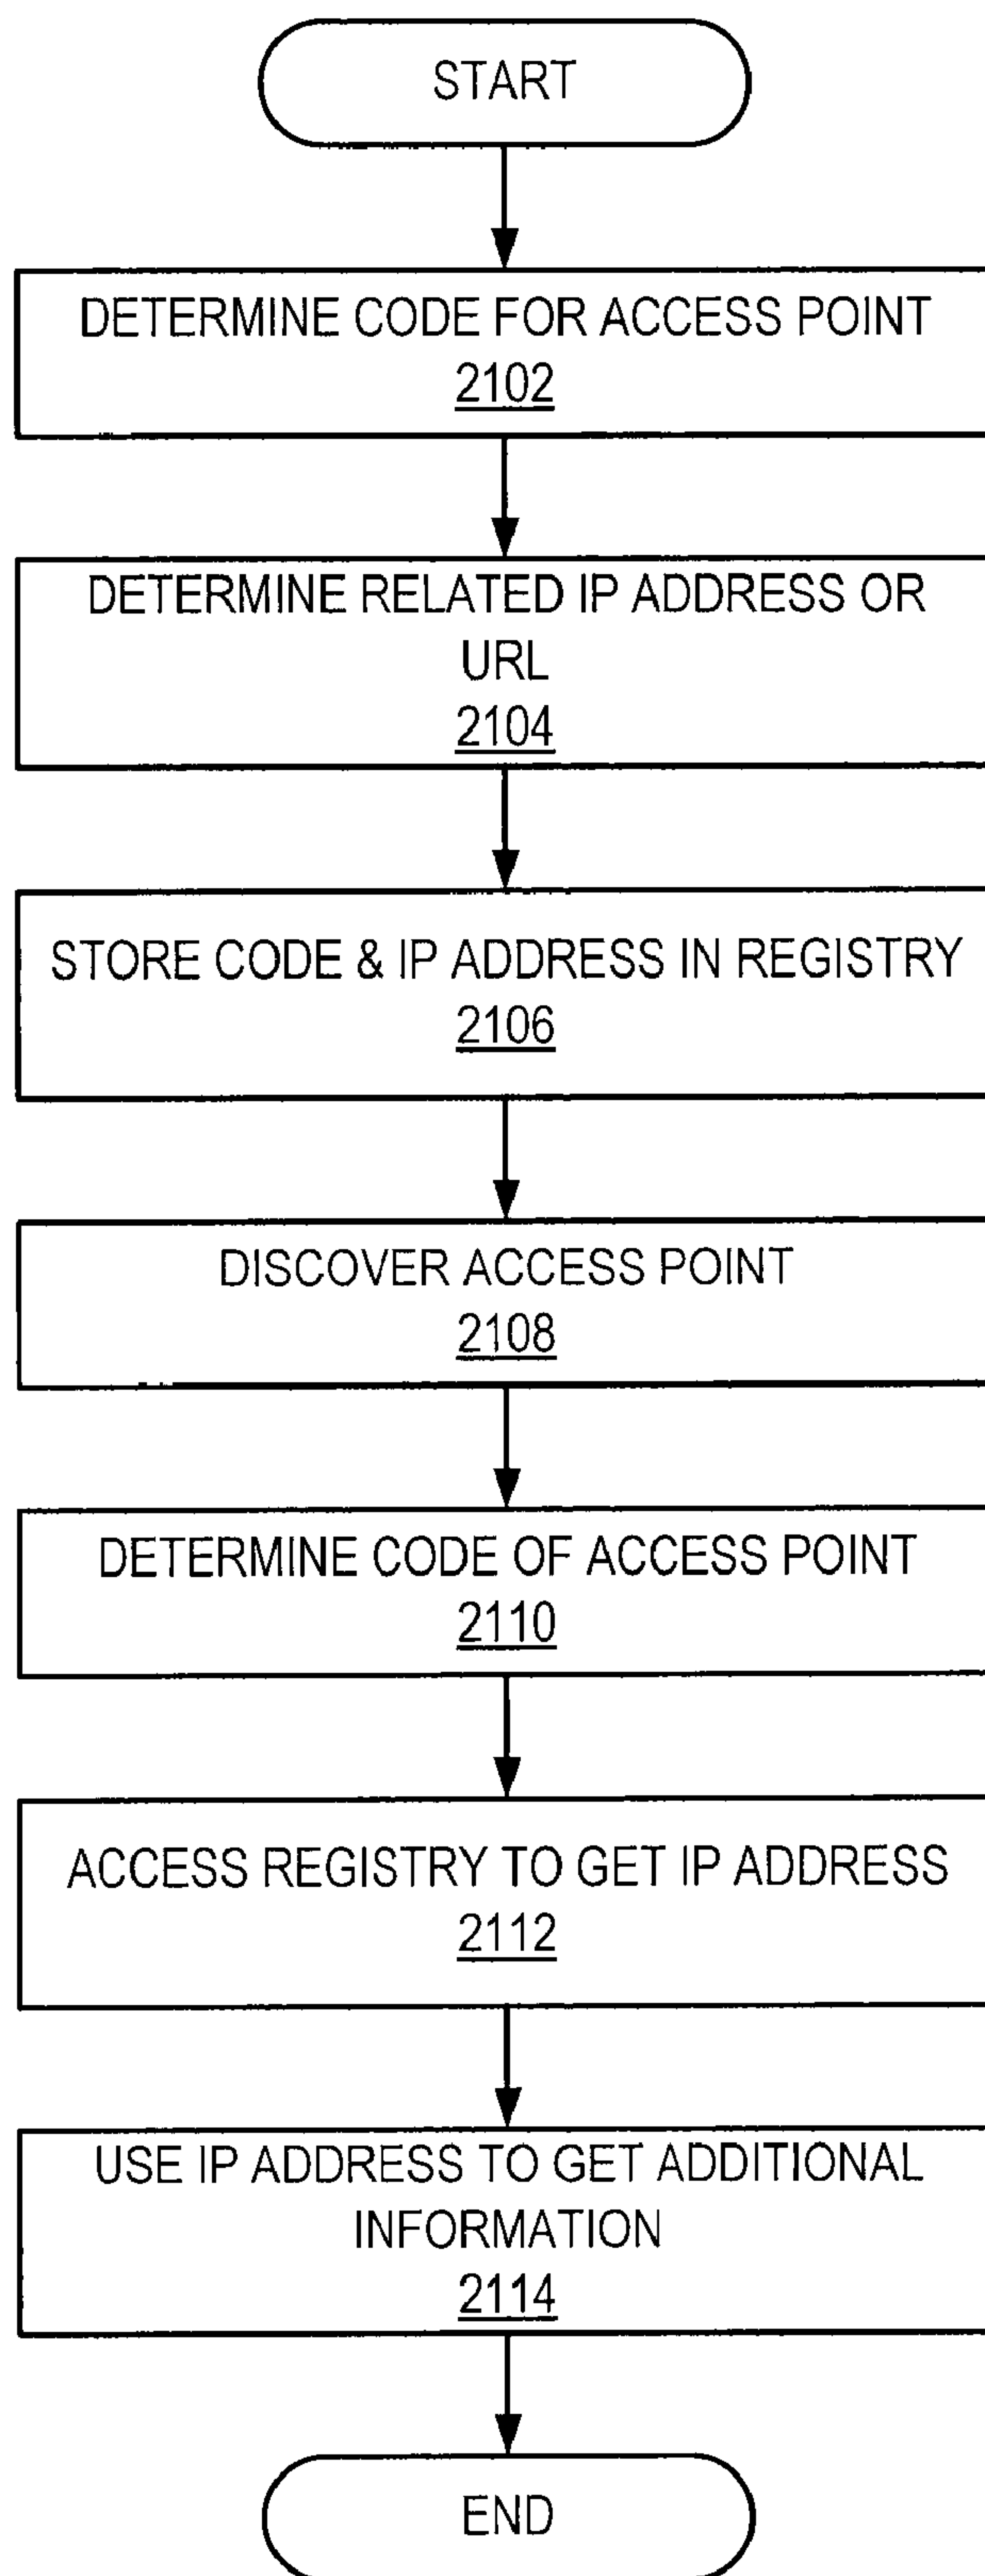 START
DETERMINE CODE FOR ACCESS POINT
2102
DETERMINE RELATED IP ADDRESS OR
URL
2104
STORE CODE & IP ADDRESS IN REGISTRY
2106
DISCOVER ACCESS POINT
2108
DETERMINE CODE OF ACCESS POINT
2110
ACCESS REGISTRY TO GET IP ADDRESS
2112
USE IP ADDRESS TO GET ADDITIONAL
INFORMATION
2114
END